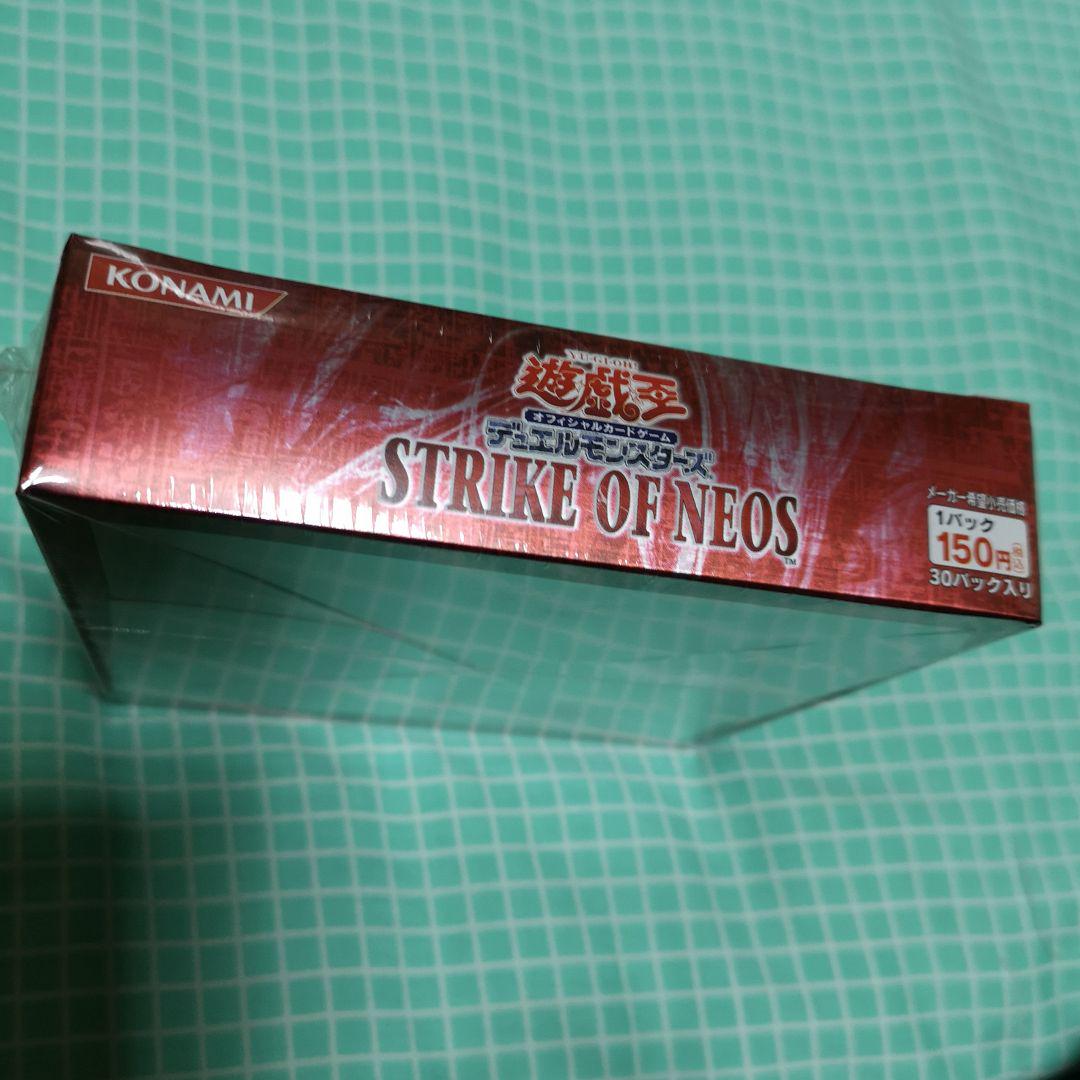 KONAMI
YU-GI-OH!
遊戯王
オフィシャルカードゲーム
デュエルモンスターズ
STRIKE OF NEOS
TM
メーカー希望小売価格
1パック
150円
税込
30パック入り